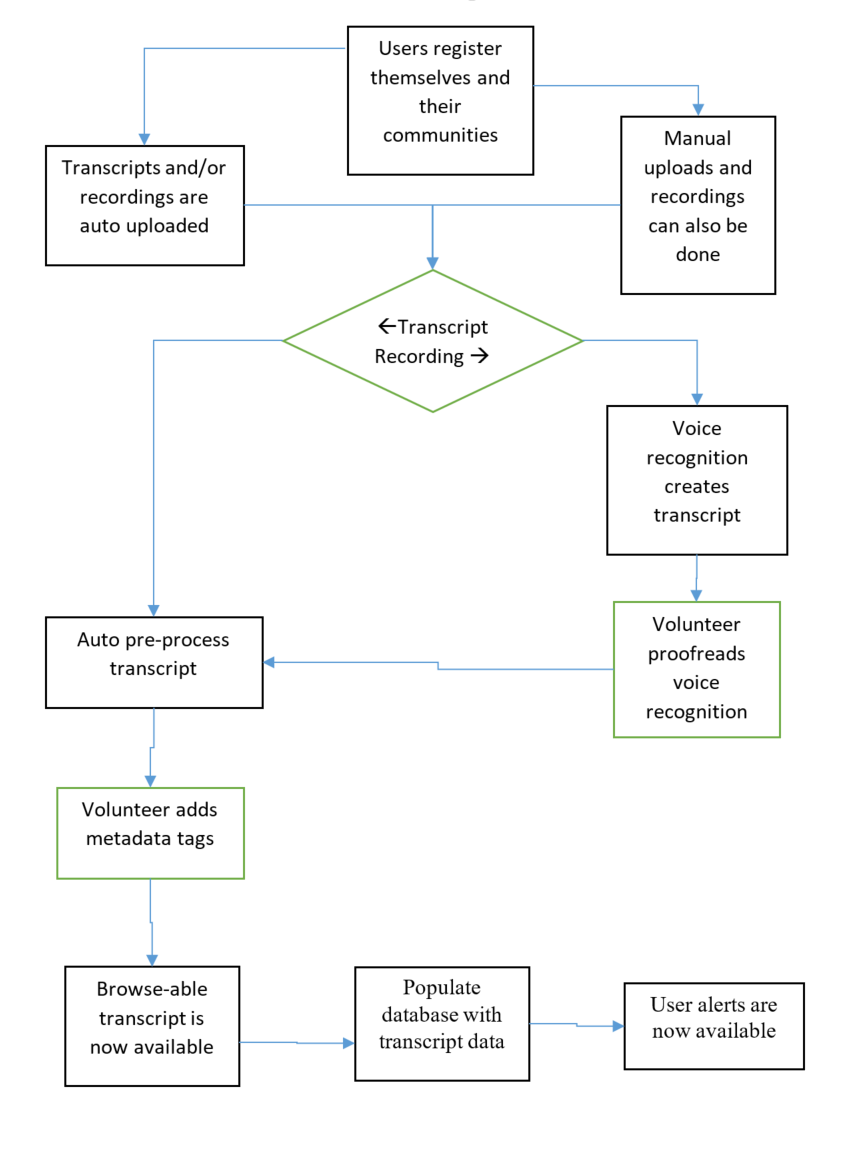 Users register
themselves and
their
communities
Transcripts and/or
recordings are
auto uploaded
Manual
uploads and
recordings
can also be
done
←Transcript
Recording →
Voice
recognition
creates
transcript
Volunteer
proofreads
voice
recognition
Auto pre-process
transcript
Volunteer adds
metadata tags
Browse-able
transcript is
now available
Populate
database with
transcript data
User alerts are
now available